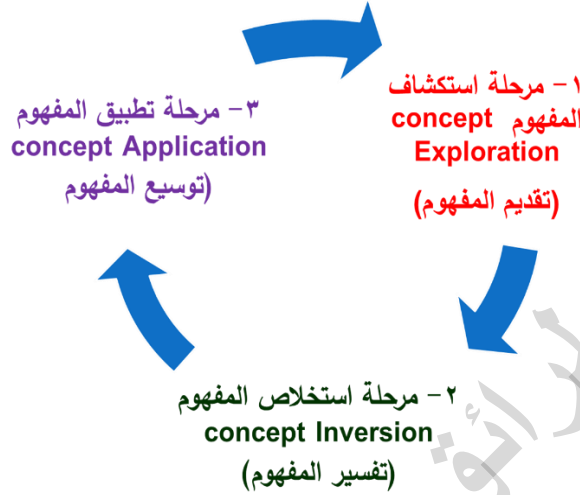 ١- مرحلة استكشاف
المفهوم concept
Exploration
(تقديم المفهوم)
٢- مرحلة استخلاص المفهوم
concept Inversion
(تفسير المفهوم)
٣- مرحلة تطبيق المفهوم
concept Application
(توسيع المفهوم